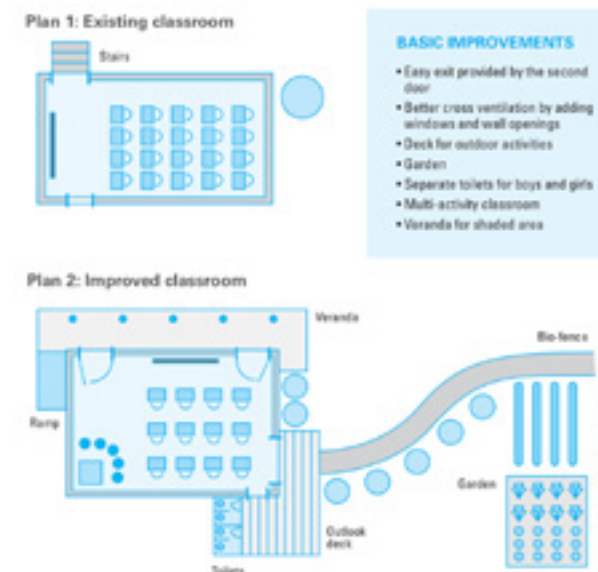 Plan 1: Existing classroom
Stairs
BASIC IMPROVEMENTS
• Easy exit provided by the second
door
• Better cross ventilation by adding
windows and wall openings
• Deck for outdoor activities
• Garden
• Separate toilets for boys and girls
• Multi-activity classroom
• Veranda for shaded area
Plan 2: Improved classroom
Veranda
Bio-fence
Ramp
Garden
Outlook
deck
Toilets